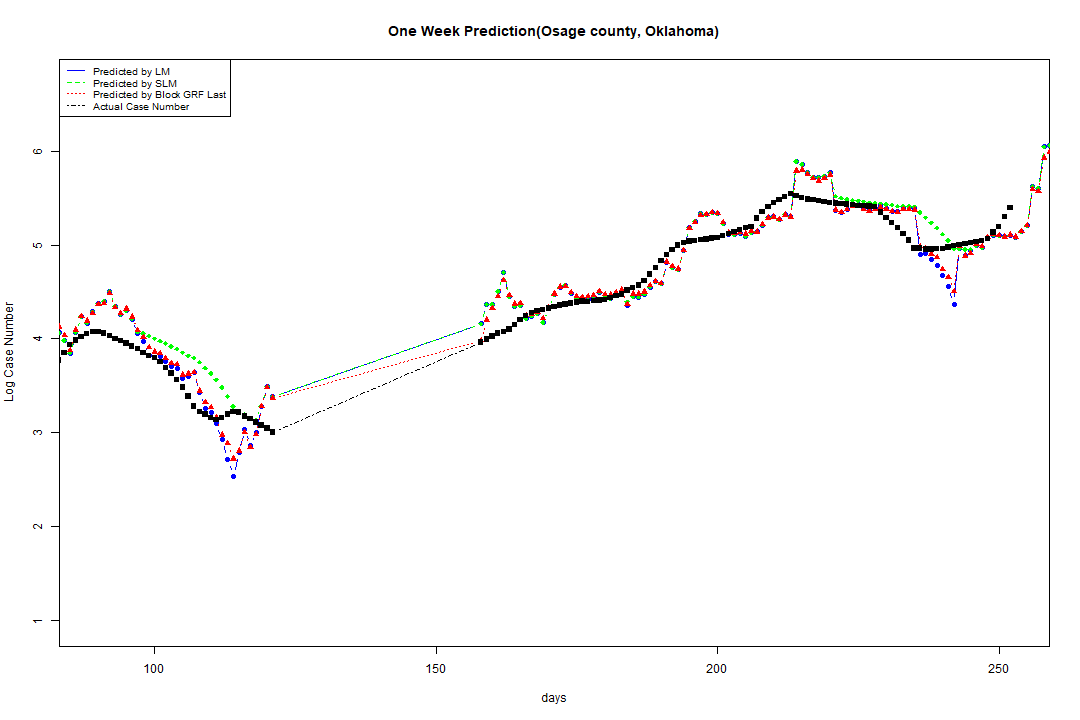 One Week Prediction(Osage county, Oklahoma)
Predicted by LM
Predicted by SLM
Predicted by Block GRF Last
Actual Case Number
6
5
4
3
2
1
Log Case Number
100
150
200
250
days